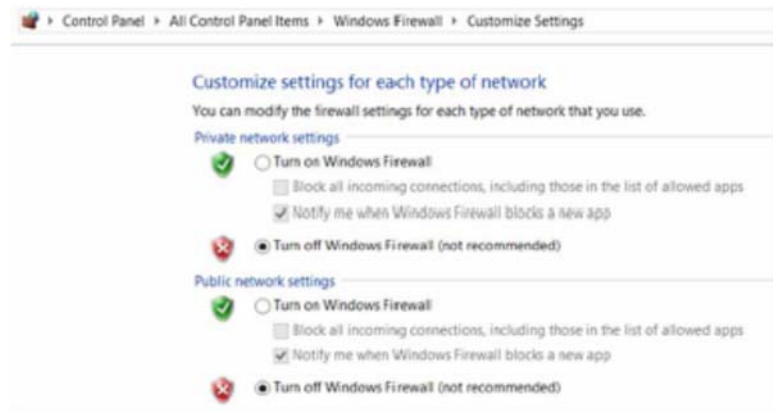 Control Panel All Control Panel Items Windows Firewall Customize Settings
Customize settings for each type of network
You can modify the firewall settings for each type of network that you use.
Private network settings
Turn on Windows Firewall
Block all incoming connections, including those in the list of allowed apps
Notify me when Windows Firewall blocks a new app
Turn off Windows Firewall (not recommended)
Public network settings
Turn on Windows Firewall
Block all incoming connections, including those in the list of allowed apps
Notify me when Windows Firewall blocks a new app
Turn off Windows Firewall (not recommended)